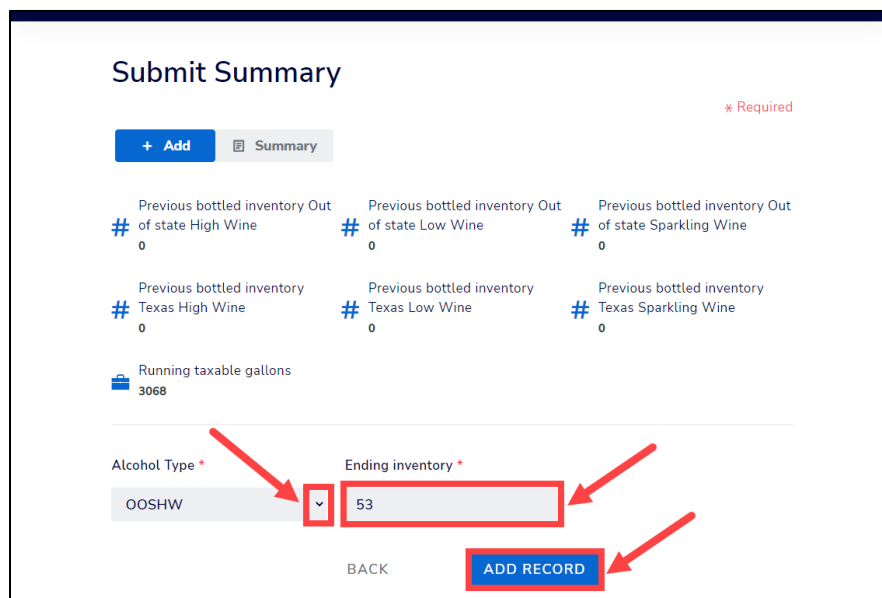 Submit Summary
* Required
+ Add
Summary
Previous bottled inventory Out
of state High Wine
0
Previous bottled inventory Out
of state Low Wine
0
Previous bottled inventory Out
of state Sparkling Wine
0
Previous bottled inventory
Texas High Wine
0
Previous bottled inventory
Texas Low Wine
0
Previous bottled inventory
Texas Sparkling Wine
0
Running taxable gallons
3068
Alcohol Type *
Ending inventory *
OOSHW
53
BACK
ADD RECORD